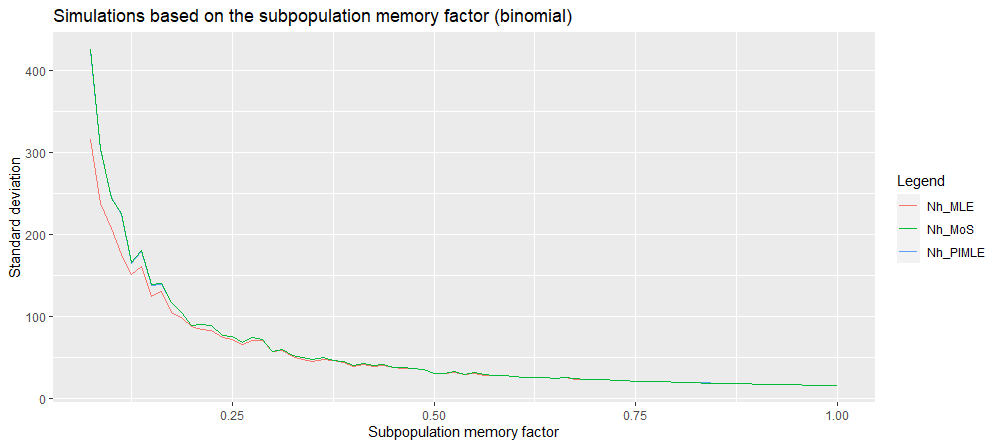 Simulations based on the subpopulation memory factor (binomial)
400
300
200
100
0
Standard deviation
0.25
0.50
0.75
1.00
Subpopulation memory factor
Legend
Nh_MLE
Nh_MoS
Nh_PIMLE